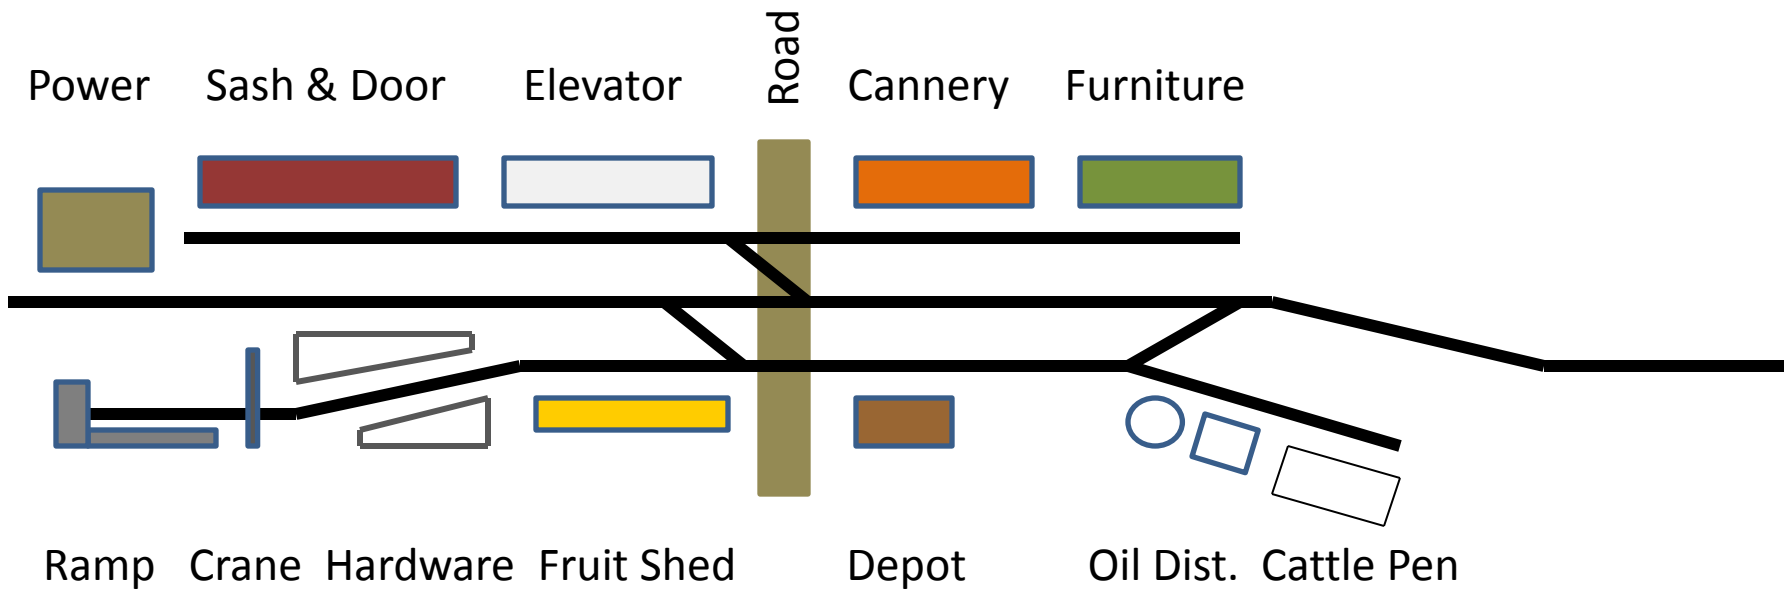 Power Sash & Door Elevator Road Cannery Furniture
Ramp Crane Hardware Fruit Shed Depot Oil Dist. Cattle Pen